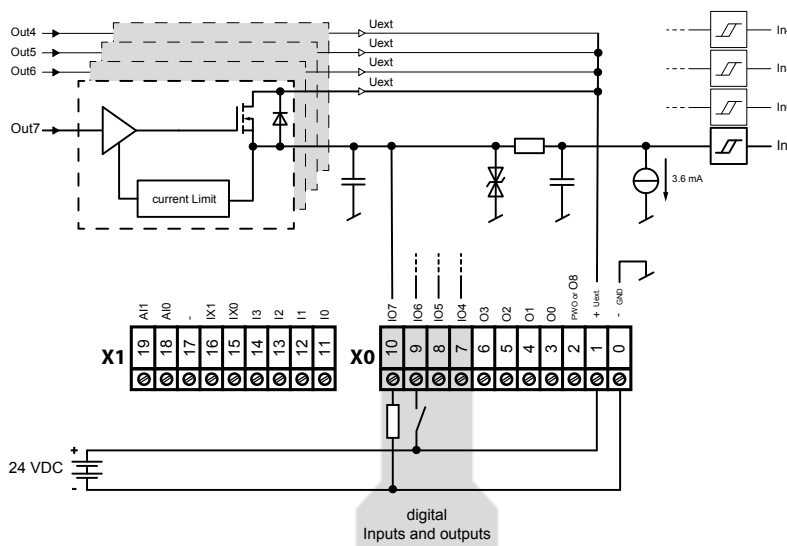 Out4
Uext
Out5
Uext
Out6
Uext
Uext
Out7
In
In
In
In
current Limit
3.6 mA
AI1
AI0
-
IX1
IX0
I3
I2
I1
I0
IO7
IO6
IO5
IO4
O3
O2
O1
O0
PWO or O8
+ Uext.
- GND
X1
19
18
17
16
15
14
13
12
11
X0
10
9
8
7
6
5
4
3
2
1
0
+
24 VDC
-
digital
Inputs and outputs